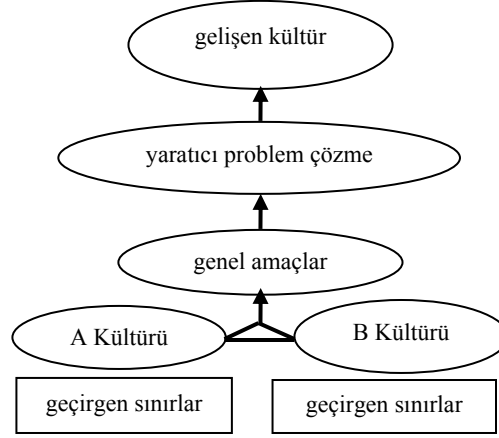 gelişen kültür
yaratıcı problem çözme
genel amaçlar
A Kültürü
B Kültürü
geçirgen sınırlar
geçirgen sınırlar